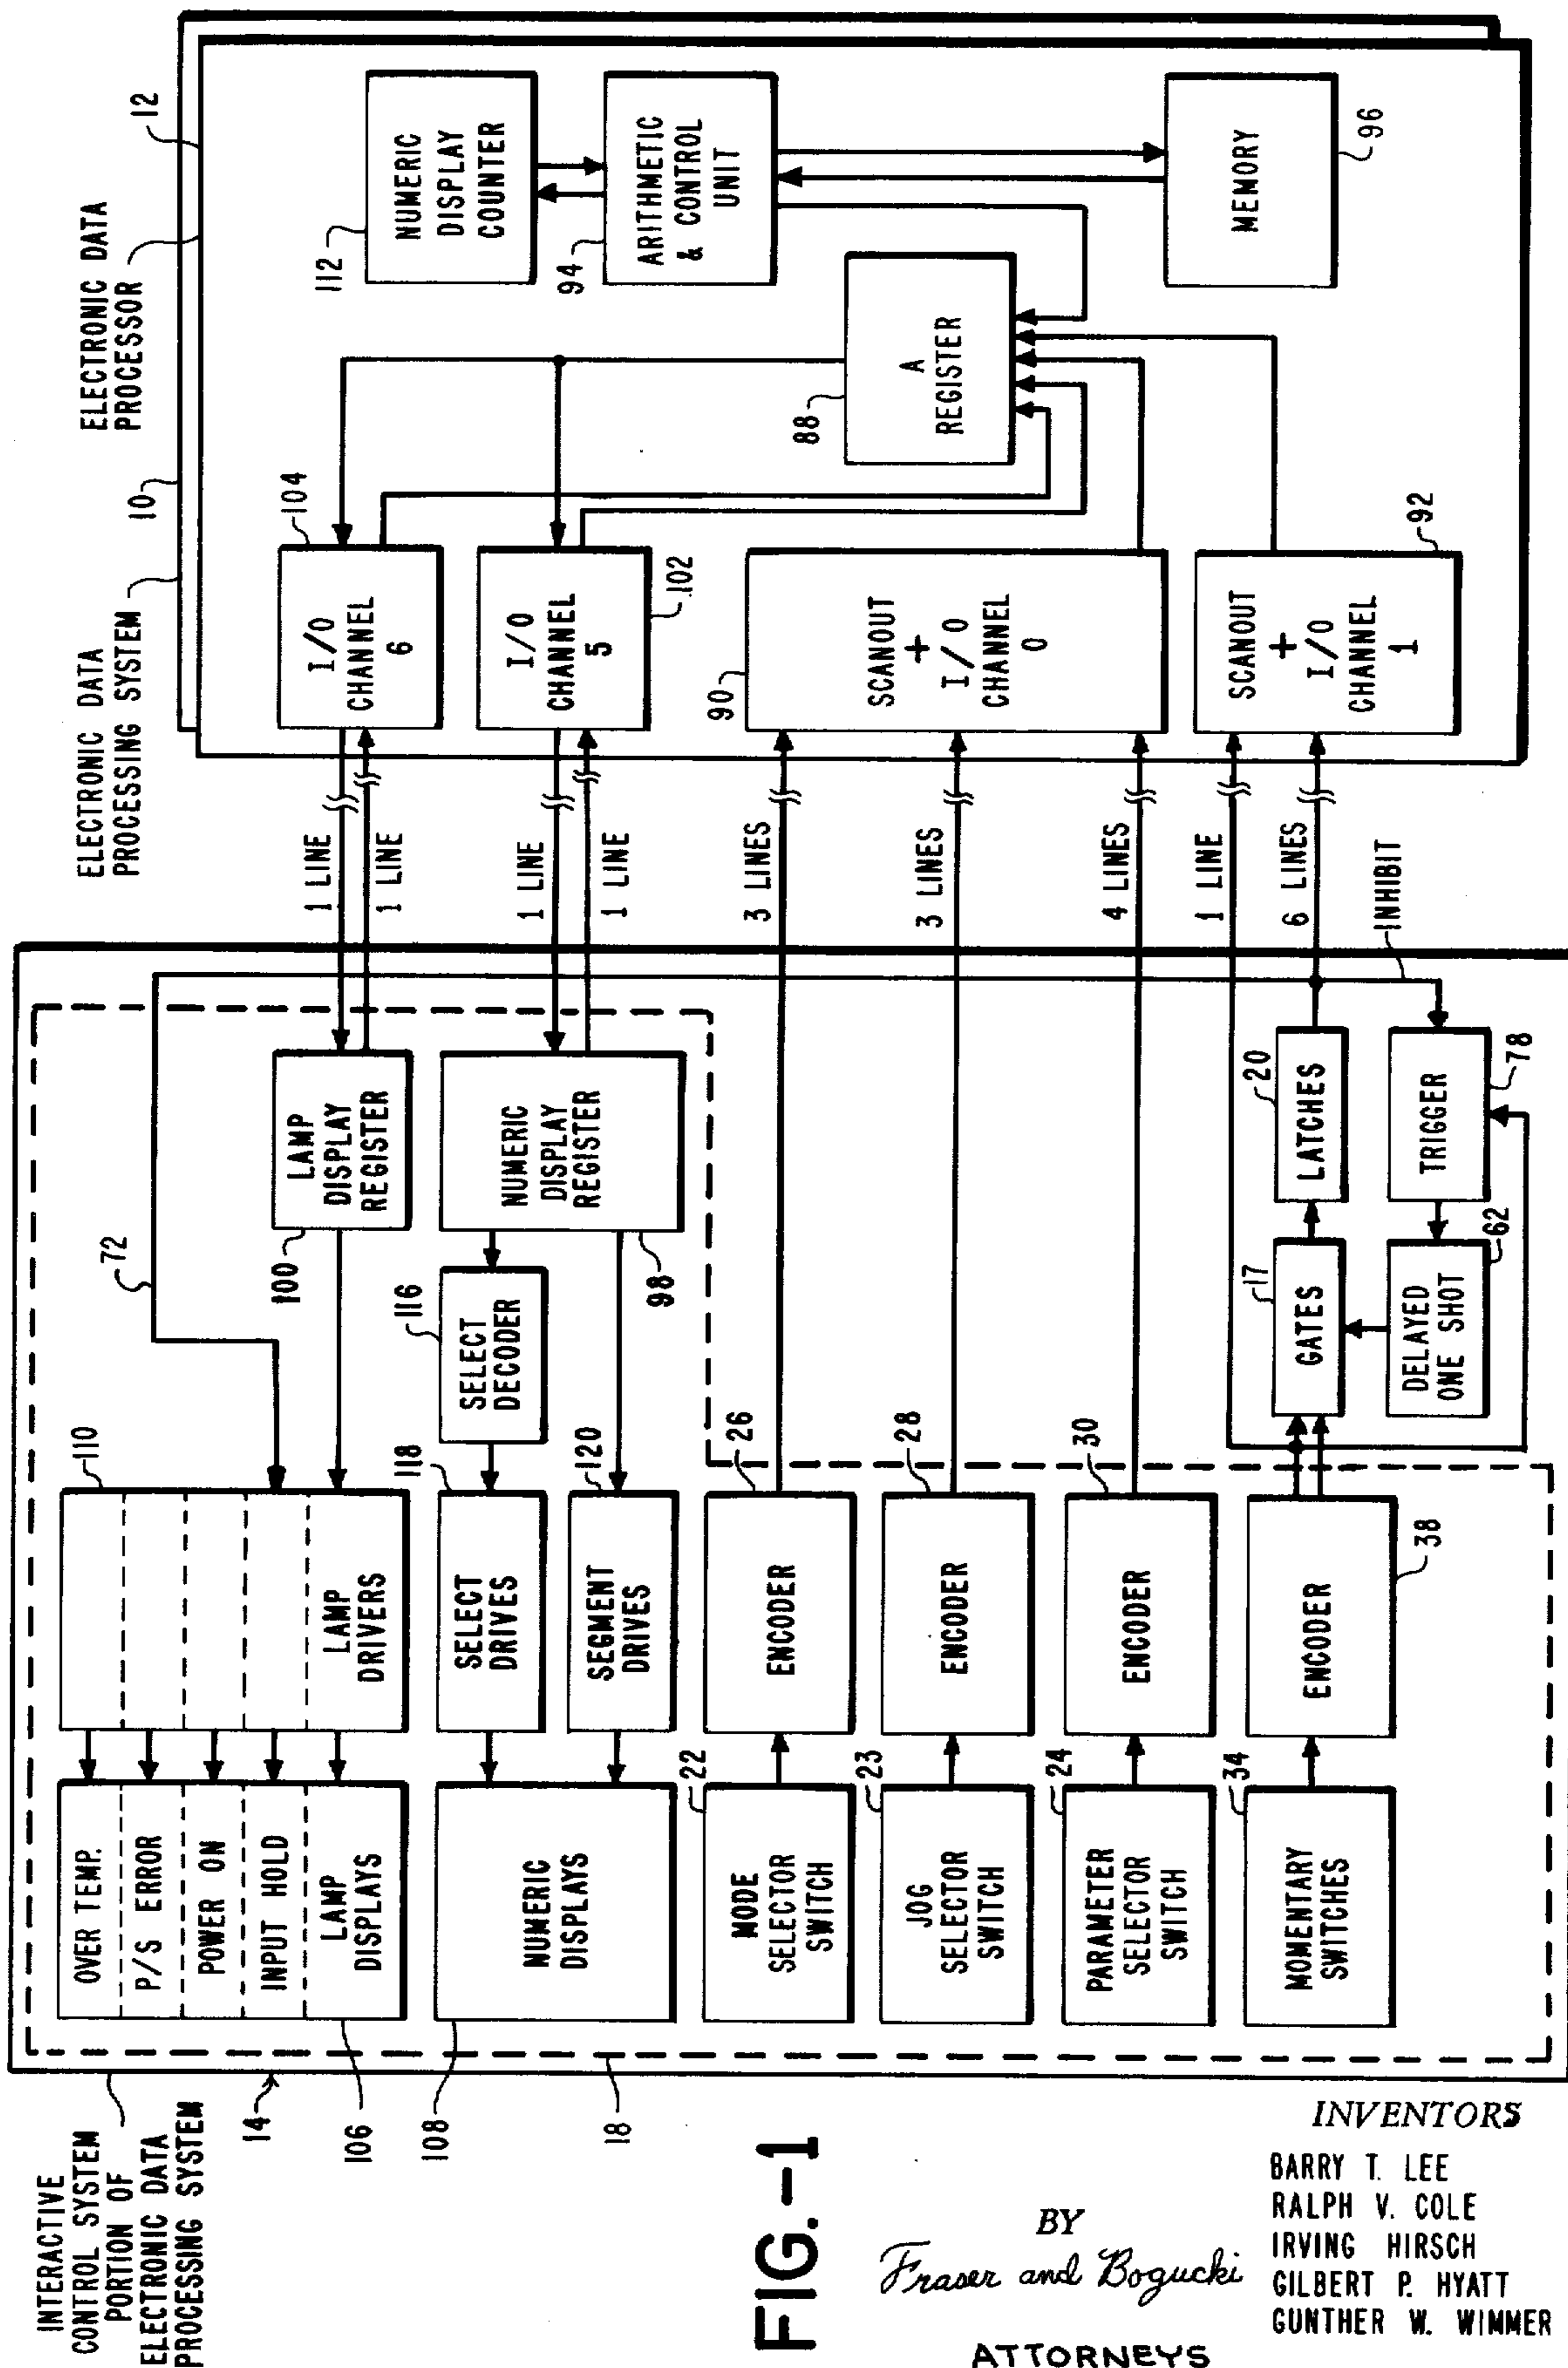 INTERACTIVE
CONTROL SYSTEM
PORTION OF
ELECTRONIC DATA
PROCESSING SYSTEM
14
106
108
18
OVER TEMP.
P/S ERROR
POWER ON
INPUT HOLD
LAMP
DISPLAYS
110
LAMP
DRIVERS
72
100
LAMP
DISPLAY
REGISTER
NUMERIC
DISPLAYS
118
SELECT
DRIVES
120
SEGMENT
DRIVES
116
SELECT
DECODER
98
NUMERIC
DISPLAY
REGISTER
22
MODE
SELECTOR
SWITCH
26
ENCODER
23
JOG
SELECTOR
SWITCH
28
ENCODER
24
PARAMETER
SELECTOR
SWITCH
30
ENCODER
34
MOMENTARY
SWITCHES
38
ENCODER
17
GATES
20
LATCHES
62
DELAYED
ONE SHOT
78
TRIGGER
INHIBIT
1 LINE
1 LINE
1 LINE
1 LINE
3 LINES
3 LINES
4 LINES
1 LINE
6 LINES
ELECTRONIC DATA
PROCESSING SYSTEM
10
ELECTRONIC DATA
PROCESSOR
12
104
I/O
CHANNEL
6
102
I/O
CHANNEL
5
90
SCANOUT
+
I/O
CHANNEL
0
92
SCANOUT
+
I/O
CHANNEL
1
88
A
REGISTER
112
NUMERIC
DISPLAY
COUNTER
94
ARITHMETIC
& CONTROL
UNIT
96
MEMORY
FIG.-1
INVENTORS
BARRY T. LEE
RALPH V. COLE
IRVING HIRSCH
GILBERT P. HYATT
GUNTHER W. WIMMER
BY
Fraser and Bogucki
ATTORNEYS